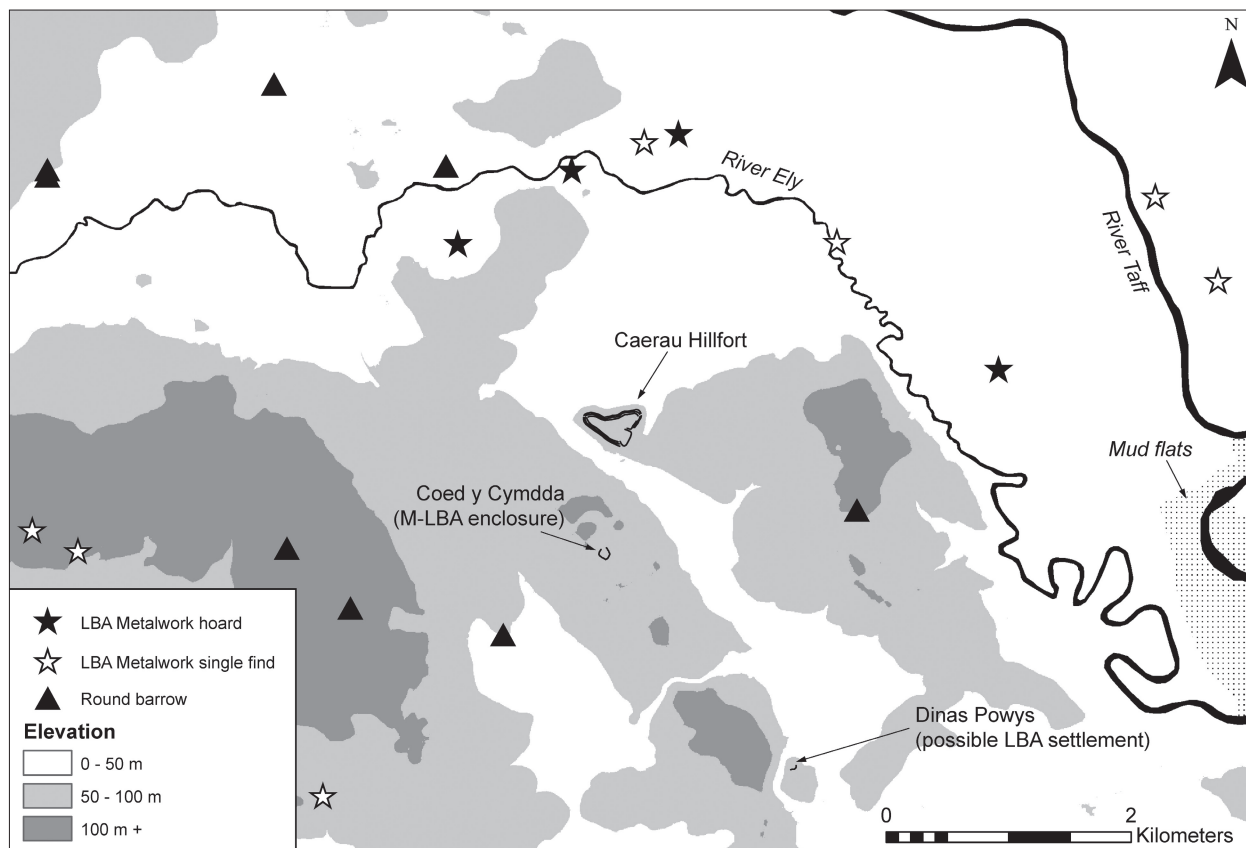 N
River Ely
River Taff
Caerau Hillfort
Mud flats
Coed y Cymdda
(M-LBA enclosure)
LBA Metalwork hoard
LBA Metalwork single find
Round barrow
Elevation
0 - 50 m
50 - 100 m
100 m +
Dinas Powys
(possible LBA settlement)
0 2
Kilometers